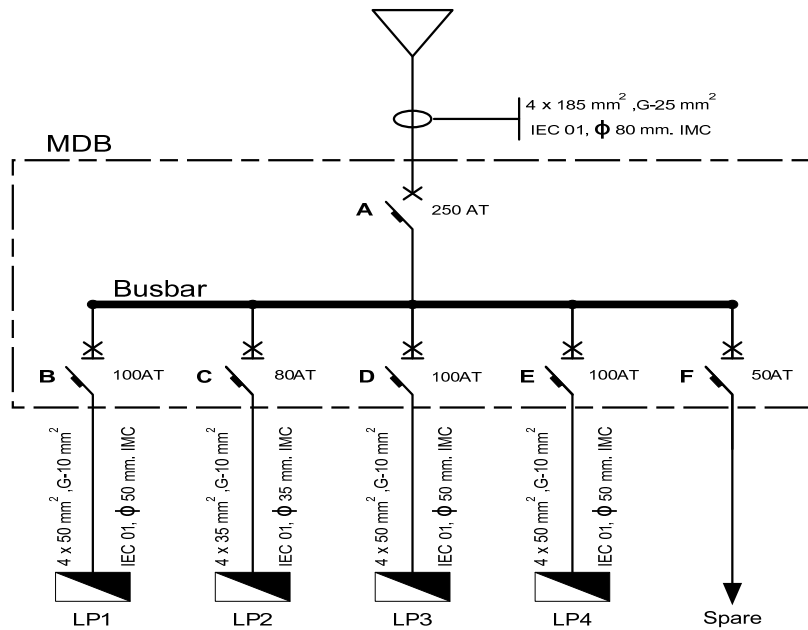 4 x 185 mm² ,G-25 mm²
IEC 01, ϕ 80 mm. IMC
MDB
A 250 AT
Busbar
B 100AT C 80AT D 100AT E 100AT F 50AT
4 x 50 mm² ,G-10 mm²
IEC 01, ϕ 50 mm. IMC
4 x 35 mm² ,G-10 mm²
IEC 01, ϕ 35 mm. IMC
4 x 50 mm² ,G-10 mm²
IEC 01, ϕ 50 mm. IMC
4 x 50 mm² ,G-10 mm²
IEC 01, ϕ 50 mm. IMC
LP1 LP2 LP3 LP4 Spare